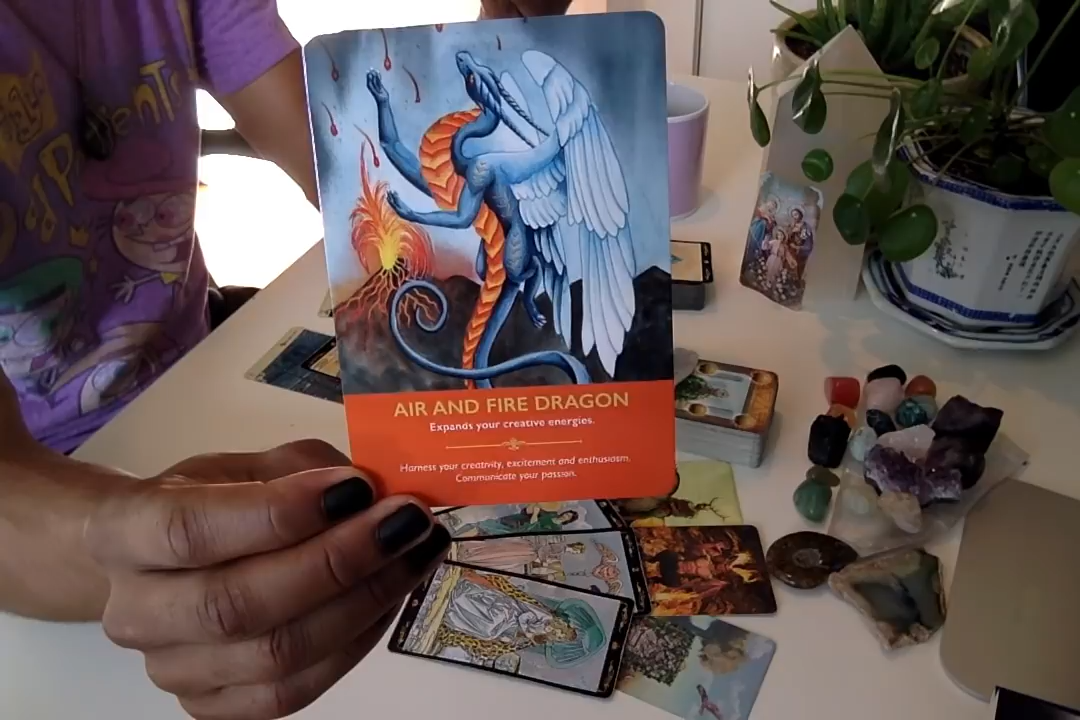 AIR AND FIRE DRAGON
Expands your creative energies.
Harness your creativity, excitement and enthusiasm.
Communicate your passion.